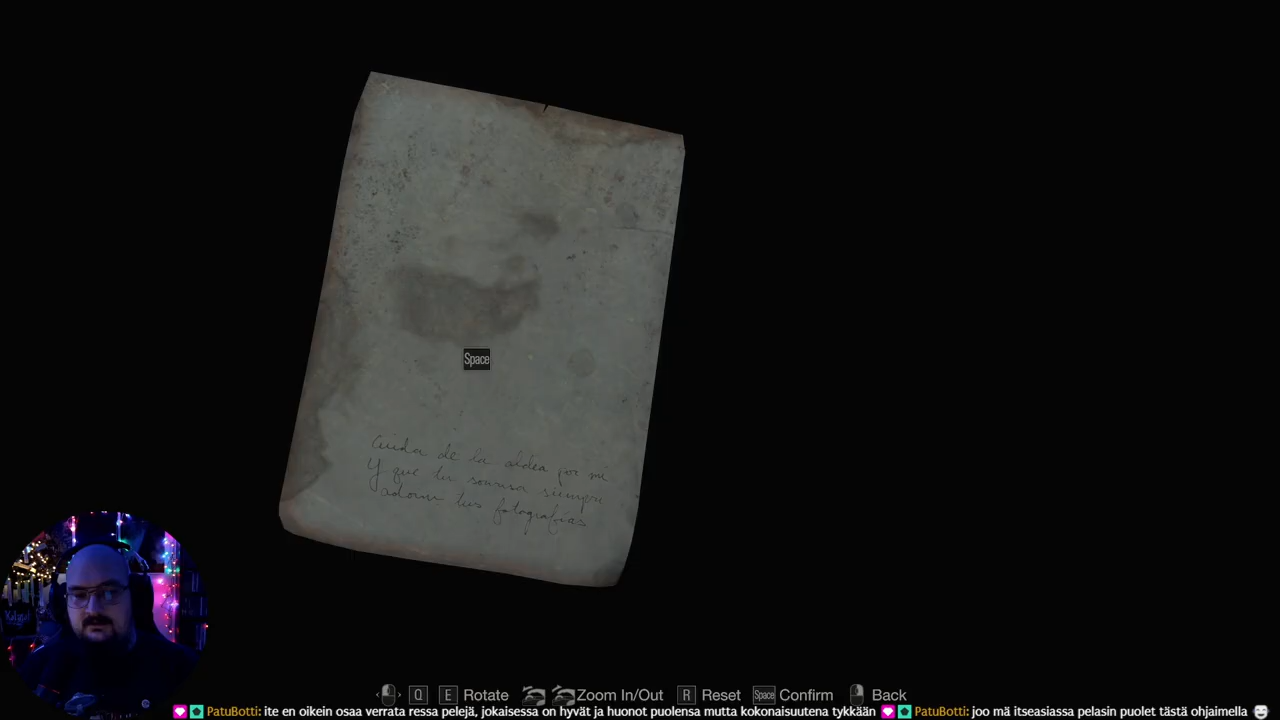 Space
Cuida de la aldea por mí
Y que tu sonrisa siempre
adorne tus fotografías
Q E Rotate Zoom In/Out R Reset Space Confirm Back
PatuBotti: ite en oikein osaa verrata ressa pelejä, jokaisessa on hyvät ja huonot puolensa mutta kokonaisuutena tykkään PatuBotti: joo mä itseasiassa pelasin puolet tästä ohjaimella